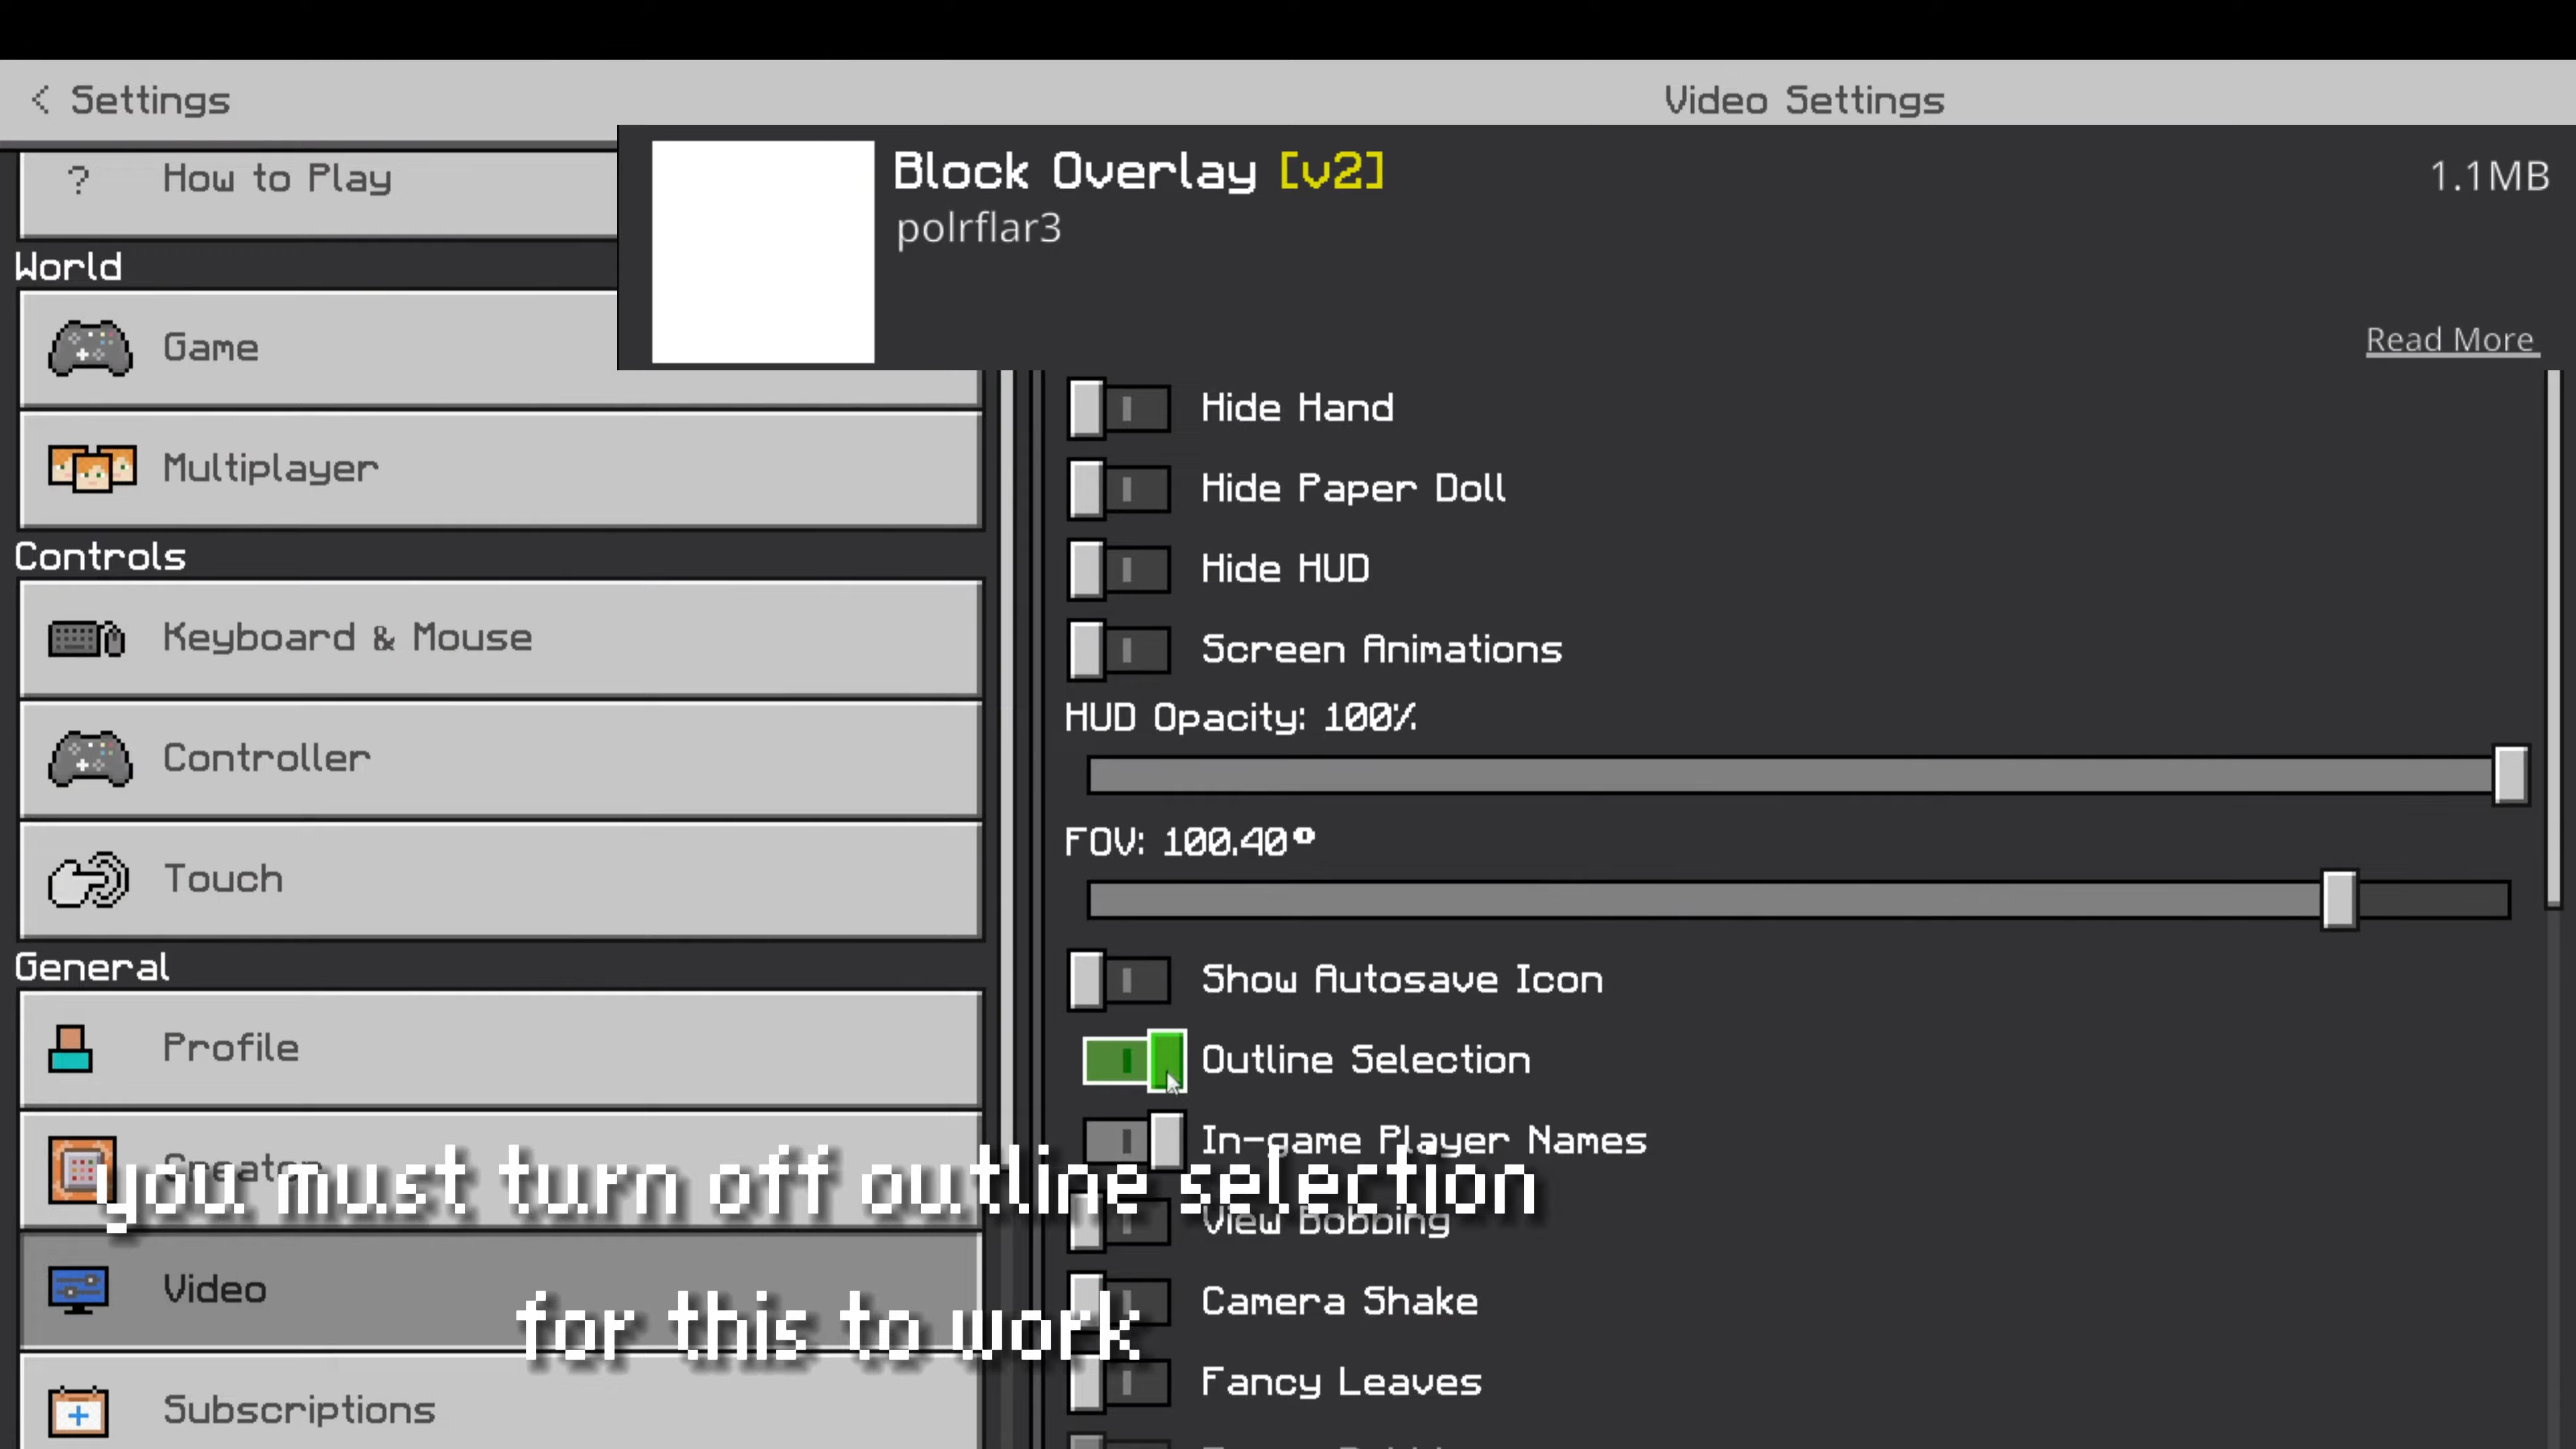 Settings
Video Settings
Block Overlay [v2]
1.1MB
polrflar3
Read More
? How to Play
World
Game
Multiplayer
Controls
Keyboard & Mouse
Controller
Touch
General
Profile
Creator
Video
Subscriptions
Hide Hand
Hide Paper Doll
Hide HUD
Screen Animations
HUD Opacity: 100%
FOV: 100.40°
Show Autosave Icon
Outline Selection
In-game Player Names
View Bobbing
Camera Shake
Fancy Leaves
you must turn off outline selection
for this to work